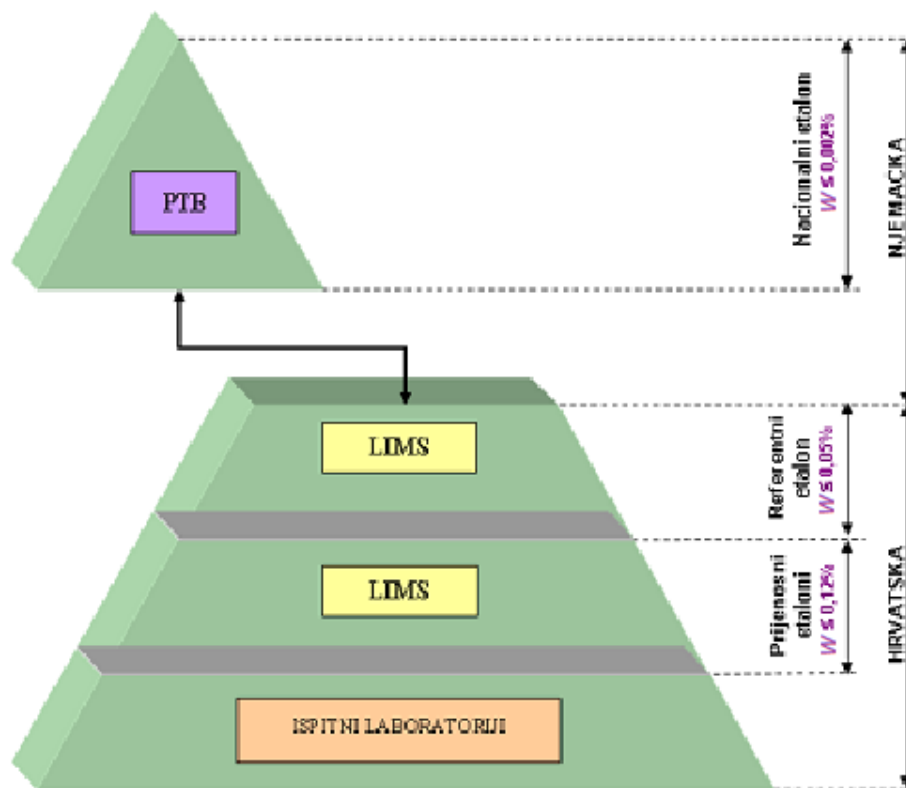 PTB
Nacionalni etalon
W ≤ 0,002%
NJEMAČKA
LIMS
Referentni
etalon
W ≤ 0,05%
LIMS
Prijenosni
etaloni
W ≤ 0,12%
HRVATSKA
ISPITNI LABORATORIJI